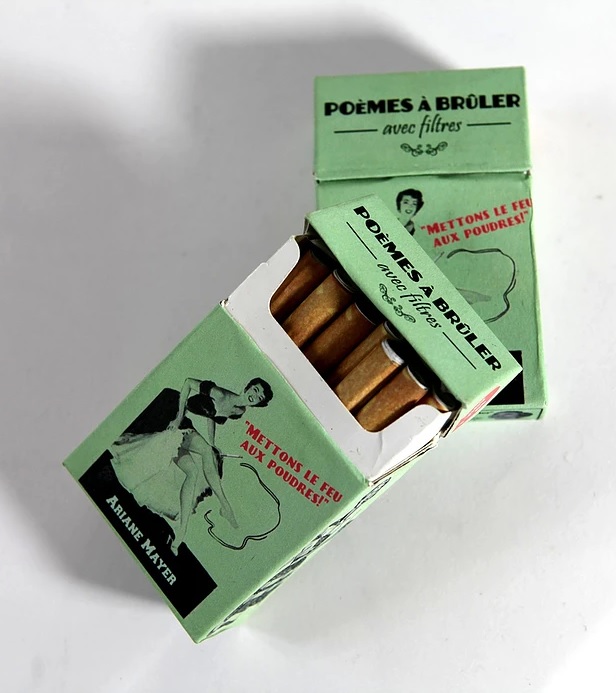 POÈMES À BRÛLER
avec filtres
"METTONS LE FEU
AUX POUDRES!"
POÈMES À BRÛLER
avec filtres
"METTONS LE FEU
AUX POUDRES!"
ARIANE MAYER